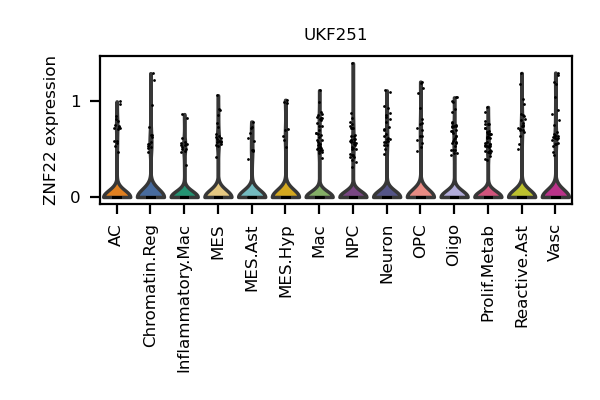 UKF251
ZNF22 expression
1
0
AC
Chromatin.Reg
Inflammatory.Mac
MES
MES.Ast
MES.Hyp
Mac
NPC
Neuron
OPC
Oligo
Prolif.Metab
Reactive.Ast
Vasc